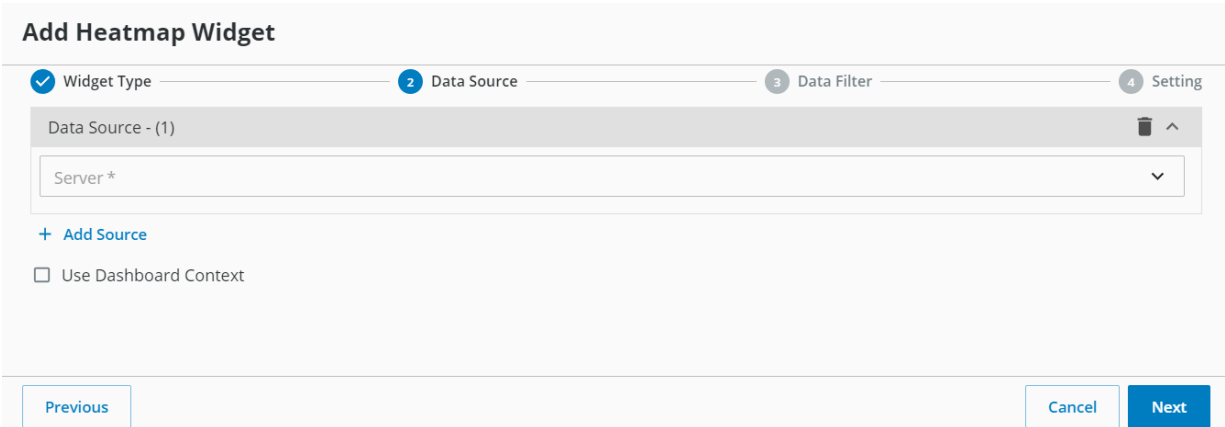 Add Heatmap Widget
Widget Type 2 Data Source 3 Data Filter 4 Setting
Data Source - (1)
Server *
+ Add Source
Use Dashboard Context
Previous Cancel Next